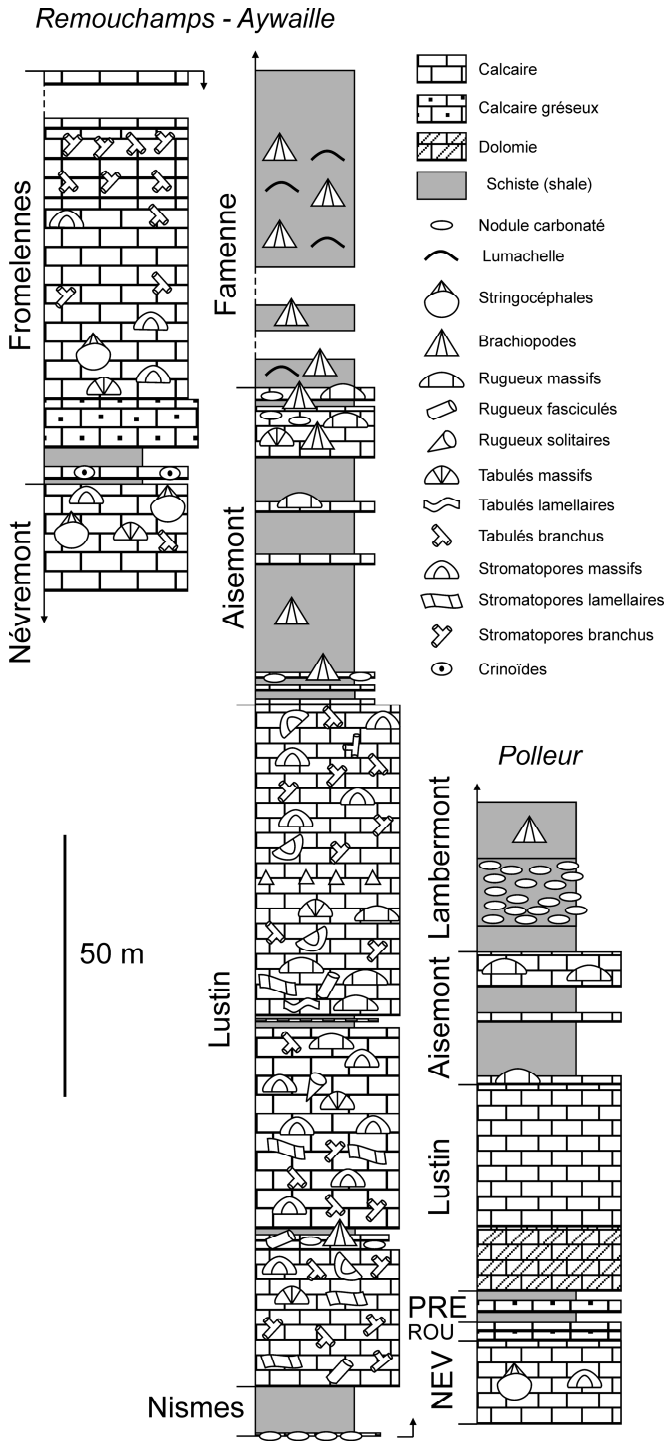 Remouchamps - Aywaille
Fromelennes
Névremont
Famenne
Aisemont
Lustin
Nismes
50 m
Calcaire
Calcaire gréseux
Dolomie
Schiste (shale)
Nodule carbonaté
Lumachelle
Stringocéphales
Brachiopodes
Rugueux massifs
Rugueux fasciculés
Rugueux solitaires
Tabulés massifs
Tabulés lamellaires
Tabulés branchus
Stromatopores massifs
Stromatopores lamellaires
Stromatopores branchus
Crinoïdes
Polleur
Lambermont
Aisemont
Lustin
PRE
ROU
NEV